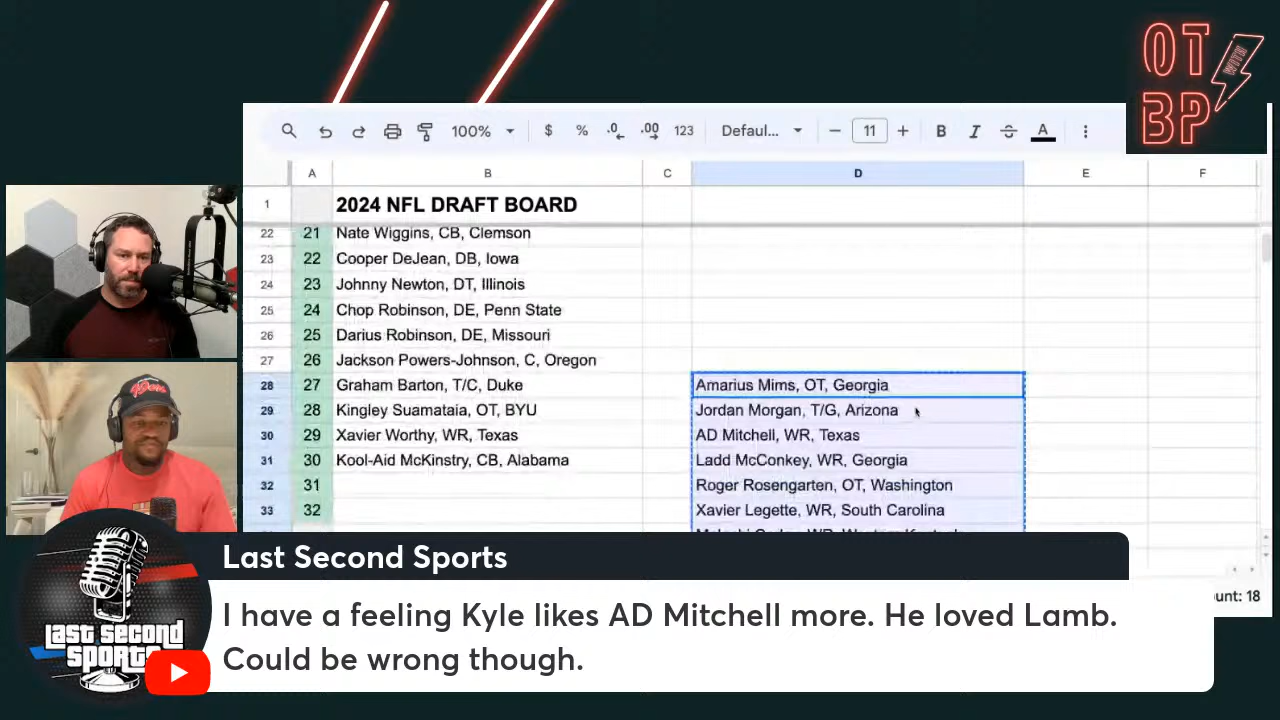 OT
WITH
BP
100%
$
%
.0
.00
123
Defaul...
11
B
I
A
A
B
C
D
E
F
1
2024 NFL DRAFT BOARD
22
21
Nate Wiggins, CB, Clemson
23
22
Cooper DeJean, DB, Iowa
24
23
Johnny Newton, DT, Illinois
25
24
Chop Robinson, DE, Penn State
26
25
Darius Robinson, DE, Missouri
27
26
Jackson Powers-Johnson, C, Oregon
28
27
Graham Barton, T/C, Duke
Amarius Mims, OT, Georgia
29
28
Kingley Suamataia, OT, BYU
Jordan Morgan, T/G, Arizona
30
29
Xavier Worthy, WR, Texas
AD Mitchell, WR, Texas
31
30
Kool-Aid McKinstry, CB, Alabama
Ladd McConkey, WR, Georgia
32
31
Roger Rosengarten, OT, Washington
33
32
Xavier Legette, WR, South Carolina
unt: 18
LAST SECOND
SPORTS
Last Second Sports
I have a feeling Kyle likes AD Mitchell more. He loved Lamb.
Could be wrong though.